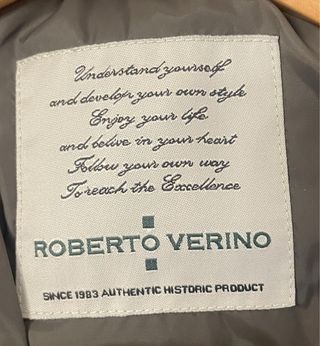 Understand yourself
and develop your own style
Enjoy your life
and belive in your heart
Follow your own way
To reach the Excellence
ROBERTO VERINO
SINCE 1983 AUTHENTIC HISTORIC PRODUCT